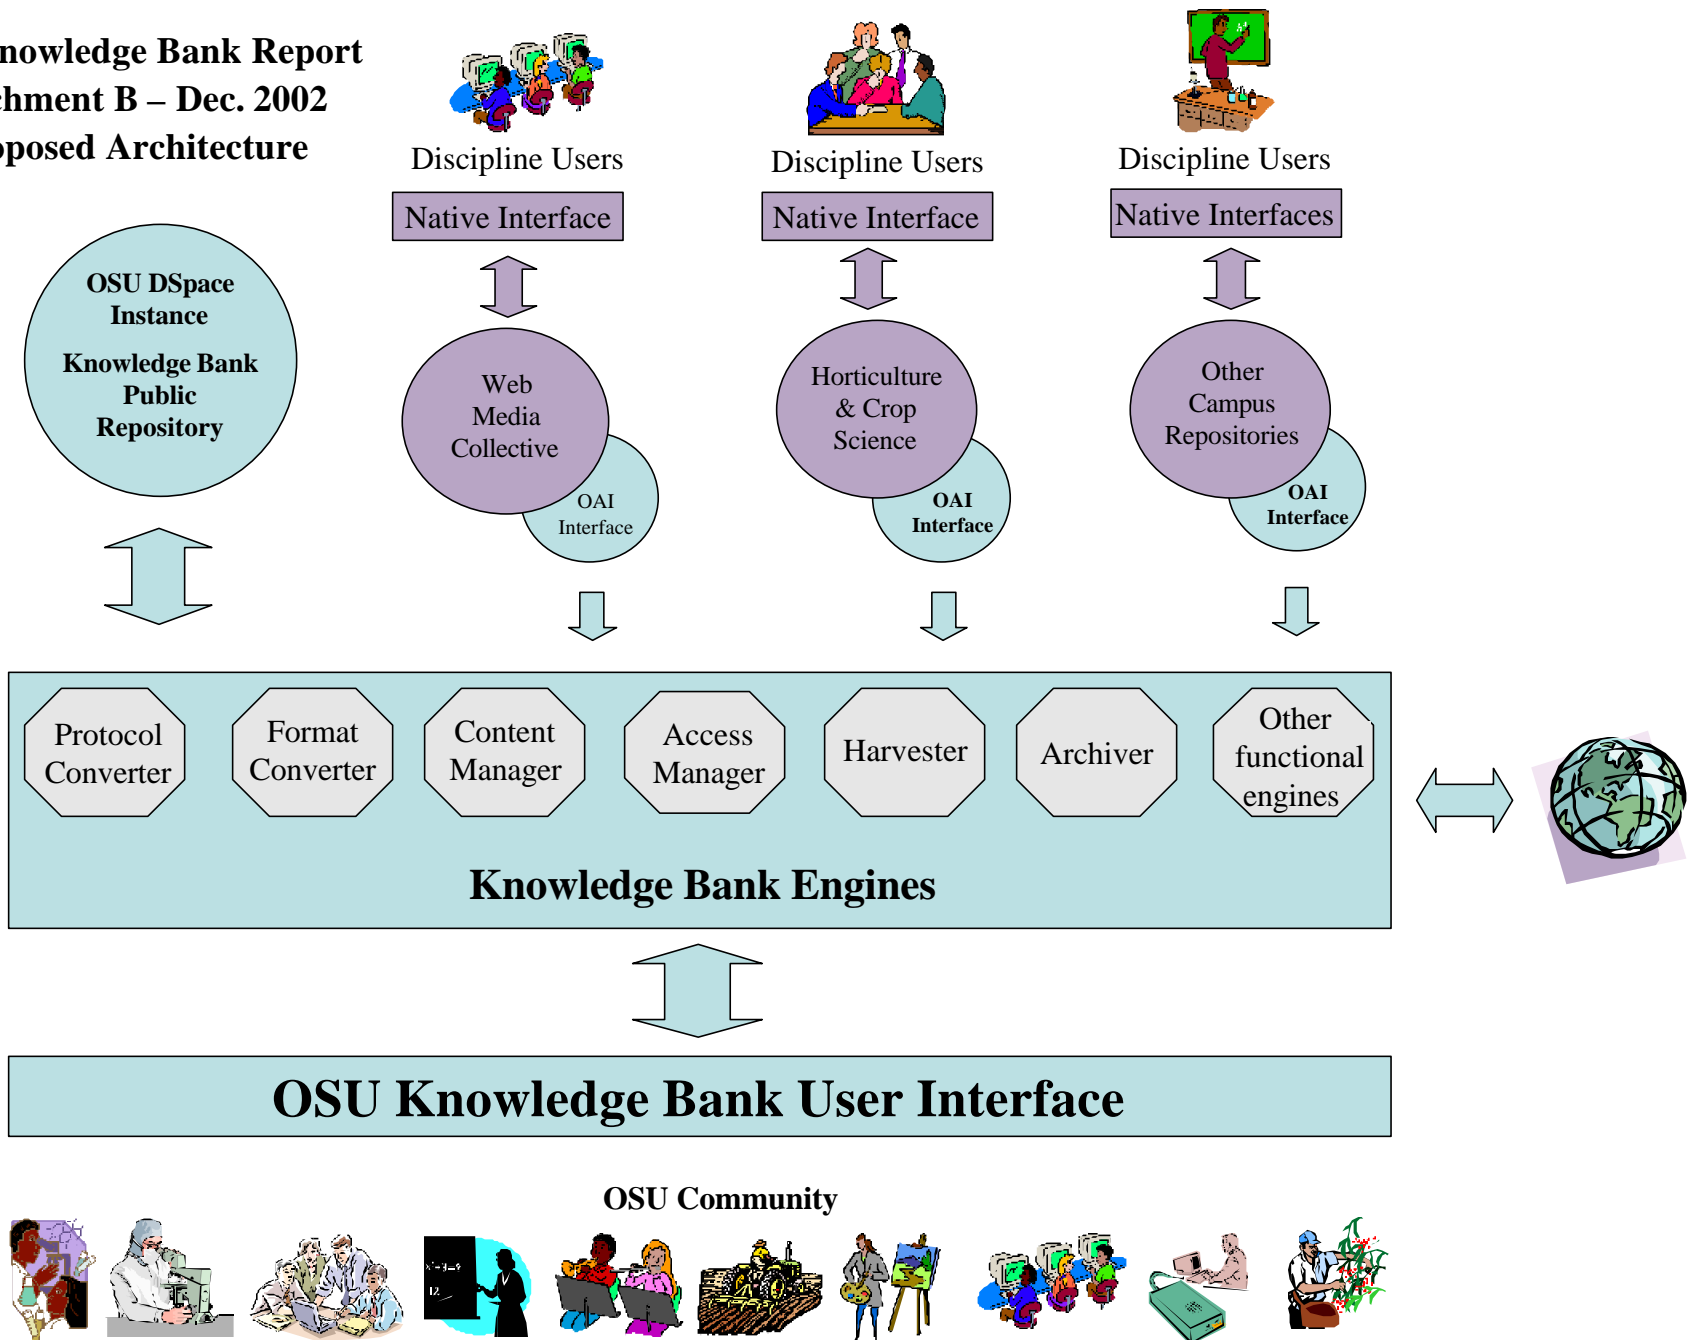 nowledge Bank Report
chment B – Dec. 2002
oposed Architecture
Discipline Users
Discipline Users
Discipline Users
Native Interface
Native Interface
Native Interfaces
OSU DSpace
Instance
Knowledge Bank
Public
Repository
Web
Media
Collective
OAI
Interface
Horticulture
& Crop
Science
OAI
Interface
Other
Campus
Repositories
OAI
Interface
Protocol
Converter
Format
Converter
Content
Manager
Access
Manager
Harvester
Archiver
Other
functional
engines
Knowledge Bank Engines
OSU Knowledge Bank User Interface
OSU Community